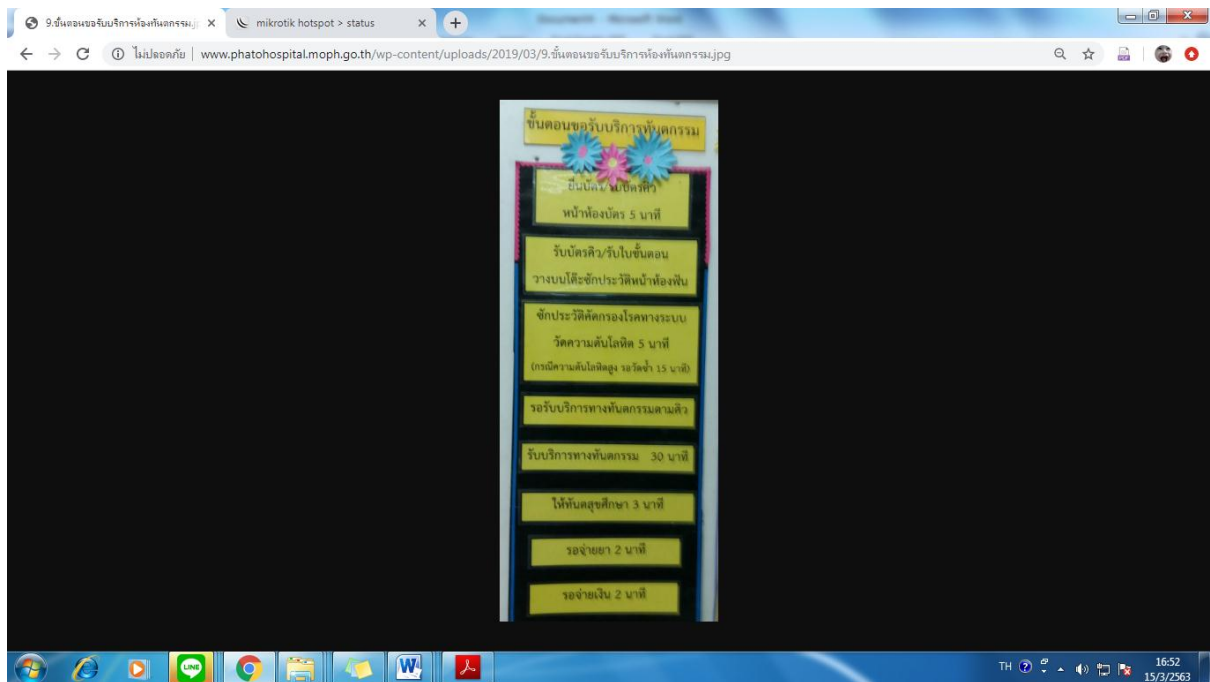 9.ขั้นตอนขอรับบริการห้องทันตกรรม.j
mikrotik hotspot > status
ไม่ปลอดภัย | www.phatohospital.moph.go.th/wp-content/uploads/2019/03/9.ขั้นตอนขอรับบริการห้องทันตกรรม.jpg
ขั้นตอนขอรับบริการทันตกรรม
ยื่นบัตร/รับบัตรคิว
หน้าห้องบัตร 5 นาที
รับบัตรคิว/รับใบขั้นตอน
วางบนโต๊ะซักประวัติหน้าห้องฟัน
ซักประวัติคัดกรองโรคทางระบบ
วัดความดันโลหิต 5 นาที
(กรณีความดันโลหิตสูง รอวัดซ้ำ 15 นาที)
รอรับบริการทางทันตกรรมตามคิว
รับบริการทางทันตกรรม 30 นาที
ให้ทันตสุขศึกษา 3 นาที
รอจ่ายยา 2 นาที
รอจ่ายเงิน 2 นาที
LINE
TH
16:52
15/3/2563